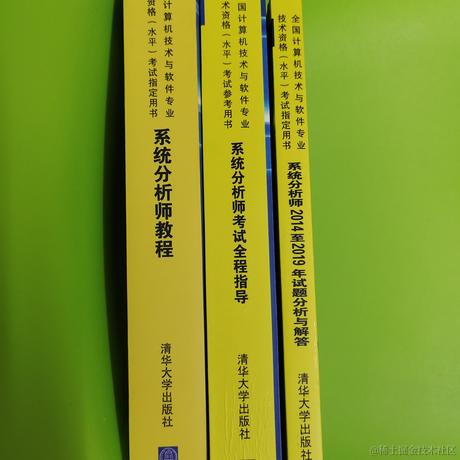 国计算机技术与软件专业
术资格（水平）考试指定用书
系统分析师教程
清华大学出版社
国计算机技术与软件专业
技术资格（水平）考试参考用书
系统分析师考试全程指导
清华大学出版社
全国计算机技术与软件专业
技术资格（水平）考试指定用书
系统分析师2014至2019年试题分析与解答
清华大学出版社
@稀土掘金技术社区